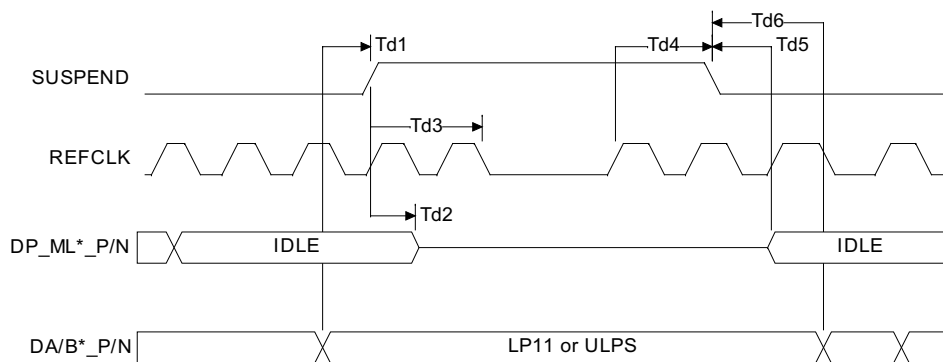 Td6
Td1
Td4
Td5
SUSPEND
Td3
REFCLK
Td2
DP_ML*_P/N
IDLE
IDLE
DA/B*_P/N
LP11 or ULPS